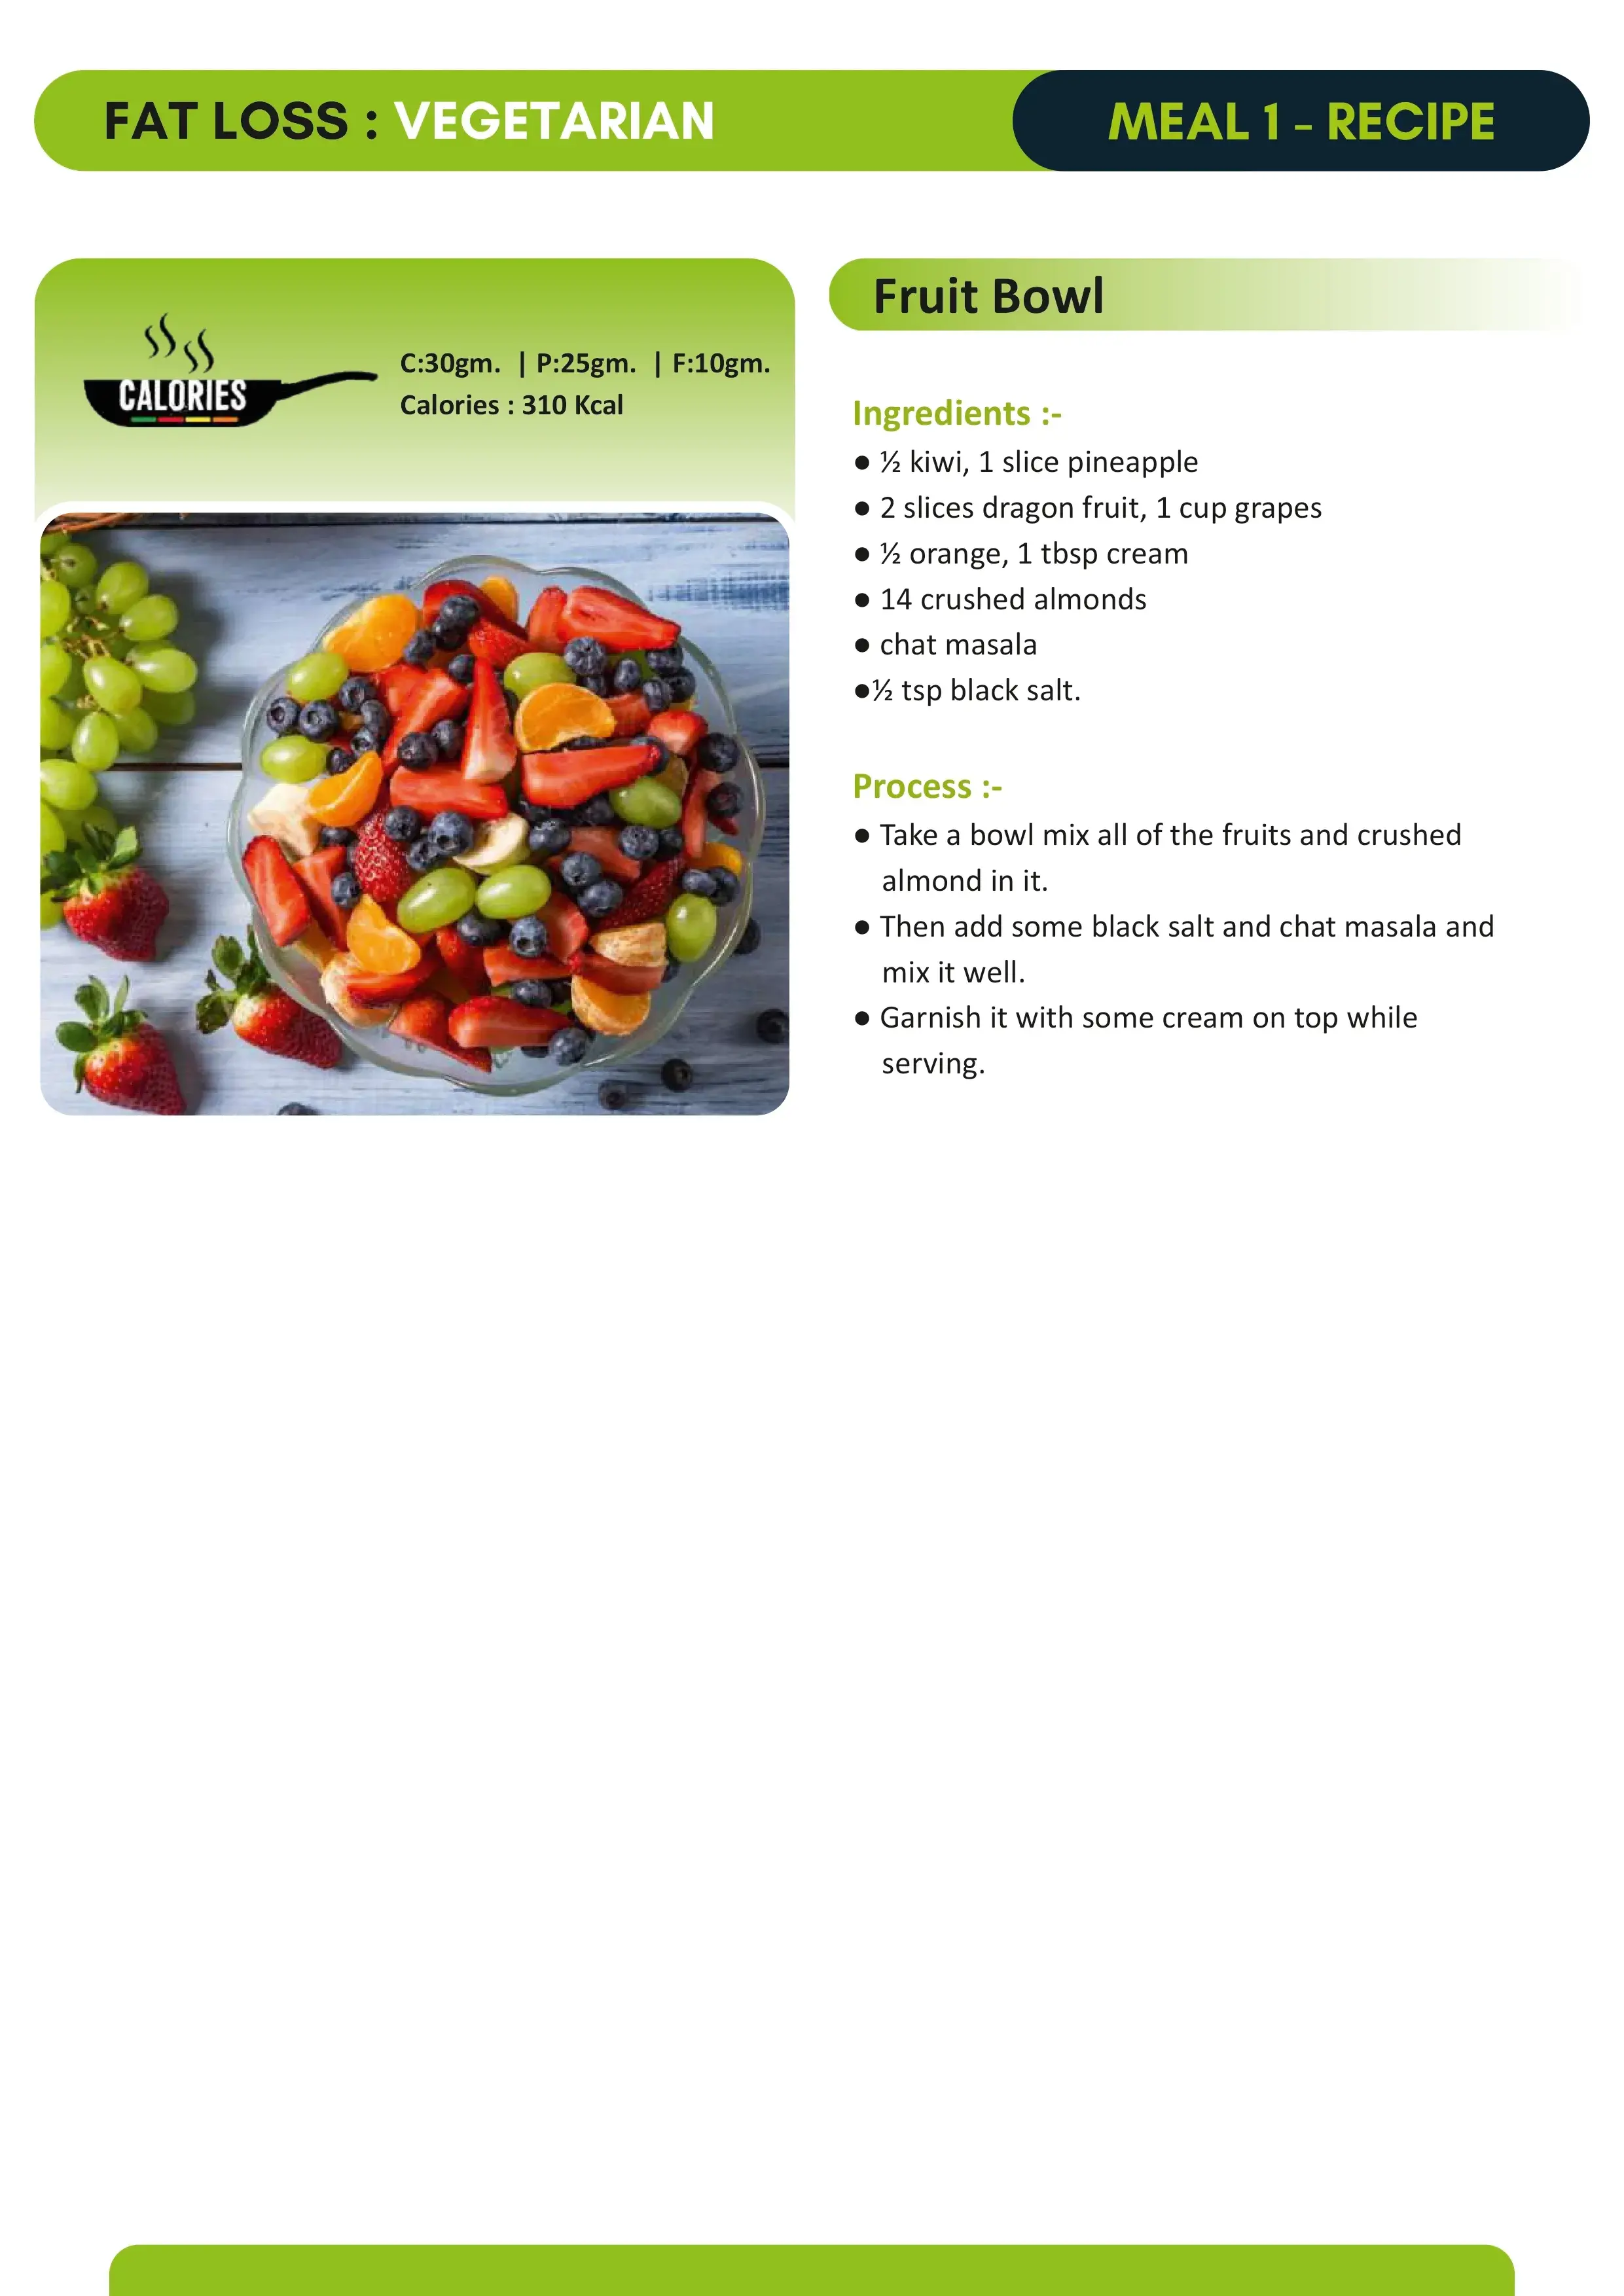 FAT LOSS : VEGETARIAN
MEAL 1 - RECIPE
CALORIES
C:30gm. | P:25gm. | F:10gm.
Calories : 310 Kcal
Fruit Bowl
Ingredients :-
● ½ kiwi, 1 slice pineapple
● 2 slices dragon fruit, 1 cup grapes
● ½ orange, 1 tbsp cream
● 14 crushed almonds
● chat masala
●½ tsp black salt.
Process :-
● Take a bowl mix all of the fruits and crushed
almond in it.
● Then add some black salt and chat masala and
mix it well.
● Garnish it with some cream on top while
serving.